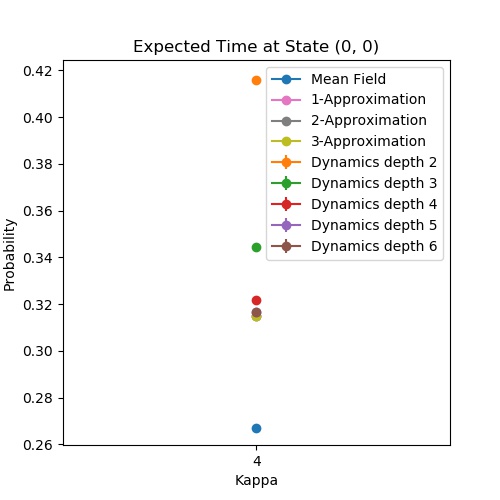 Expected Time at State (0, 0)
0.42
0.40
0.38
0.36
0.34
0.32
0.30
0.28
0.26
Probability
Mean Field
1-Approximation
2-Approximation
3-Approximation
Dynamics depth 2
Dynamics depth 3
Dynamics depth 4
Dynamics depth 5
Dynamics depth 6
4
Kappa